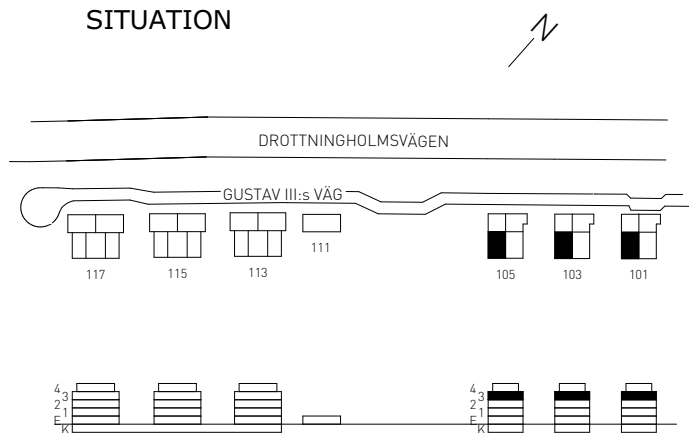 SITUATION
N
DROTTNINGHOLMSVÄGEN
GUSTAV III:s VÄG
117 115 113 111 105 103 101
4
3
2
1
E
K
4
3
2
1
E
K